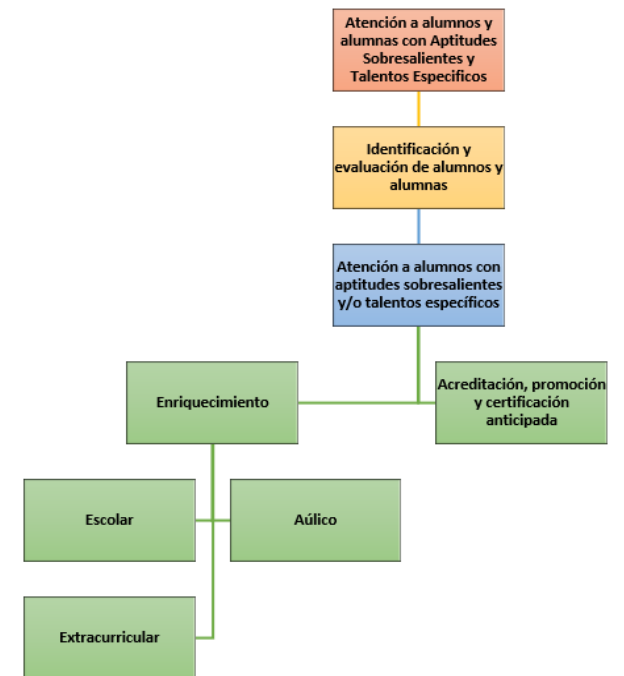 Atención a alumnos y
alumnas con Aptitudes
Sobresalientes y
Talentos Especificos
Identificación y
evaluación de alumnos y
alumnas
Atención a alumnos con
aptitudes sobresalientes
y/o talentos específicos
Enriquecimiento
Acreditación, promoción
y certificación
anticipada
Escolar
Aúlico
Extracurricular